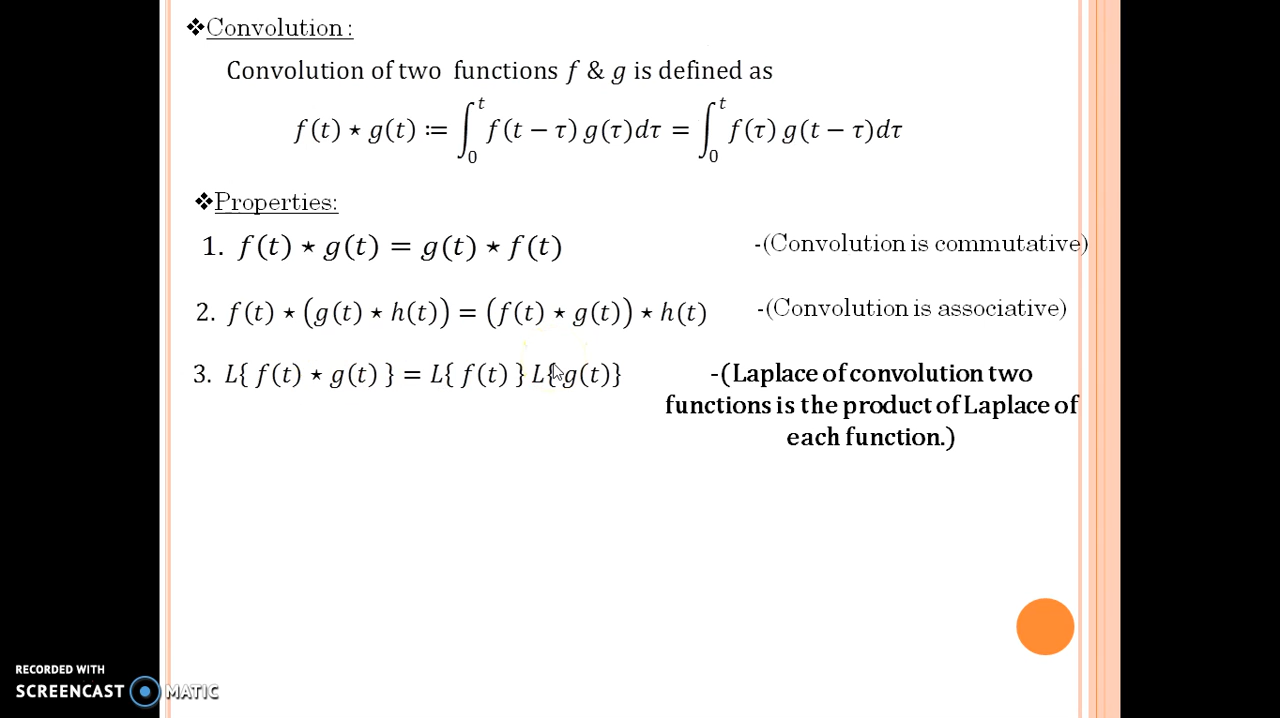 ❖Convolution :
Convolution of two functions f & g is defined as
f(t) ⋆ g(t) ≔ ∫₀ᵗ f(t − τ) g(τ)dτ = ∫₀ᵗ f(τ) g(t − τ)dτ
❖Properties:
1. f(t) ⋆ g(t) = g(t) ⋆ f(t) -(Convolution is commutative)
2. f(t) ⋆ (g(t) ⋆ h(t)) = (f(t) ⋆ g(t)) ⋆ h(t) -(Convolution is associative)
3. L{ f(t) ⋆ g(t) } = L{ f(t) } L{ g(t)} -(Laplace of convolution two
functions is the product of Laplace of
each function.)
RECORDED WITH
SCREENCAST MATIC